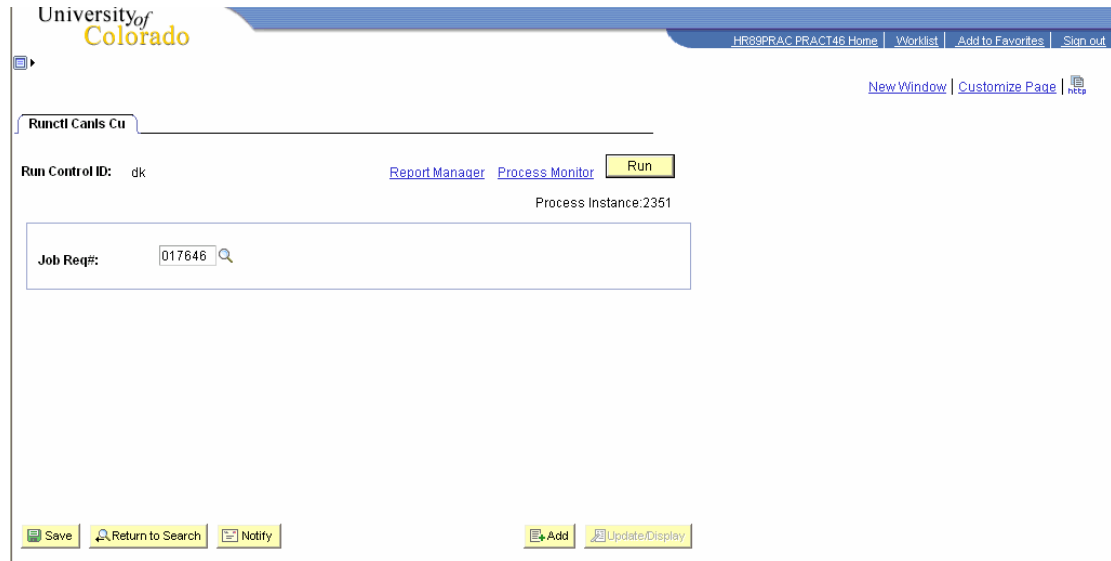 University of
Colorado
HR89PRAC PRACT46 Home | Worklist | Add to Favorites | Sign out
New Window | Customize Page | http
Runctl Canls Cu
Run Control ID: dk Report Manager Process Monitor Run
Process Instance:2351
Job Req#: 017646
Save Return to Search Notify Add Update/Display